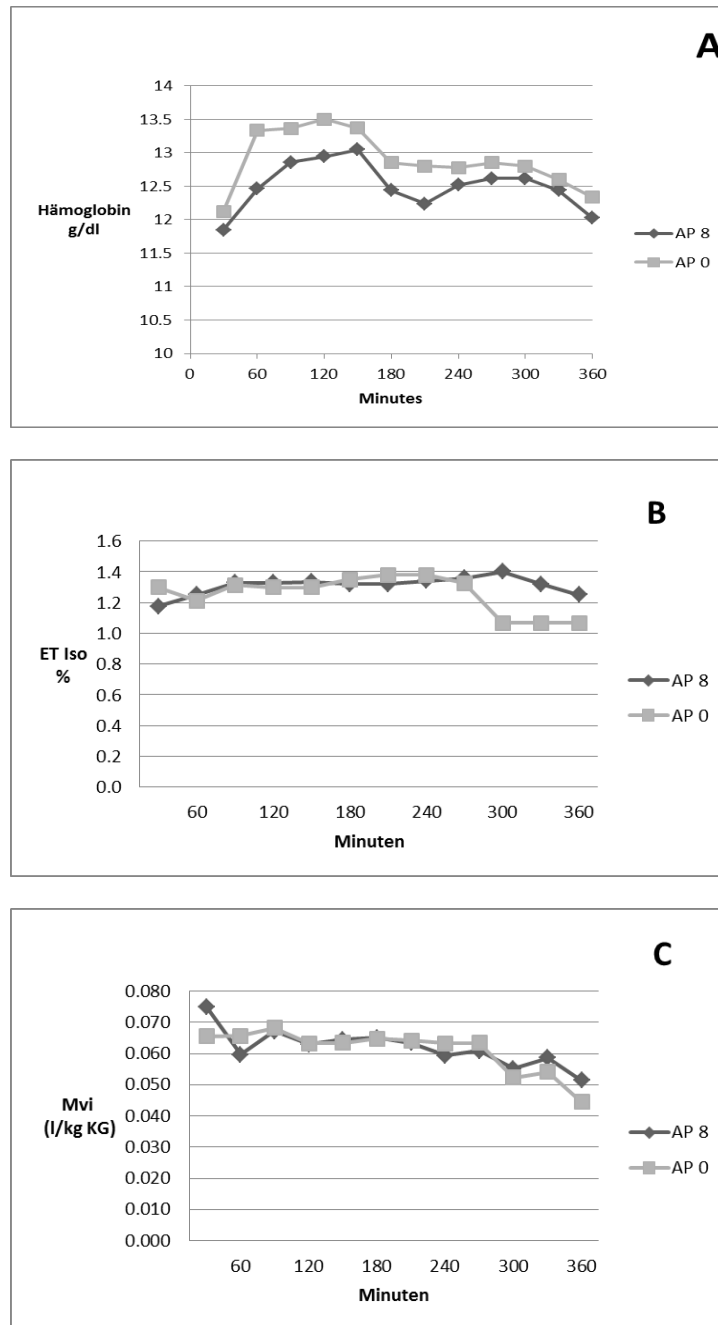 A
14
13.5
13
12.5
12
11.5
11
10.5
10
Hämoglobin
g/dl
0 60 120 180 240 300 360
Minutes
AP 8
AP 0
B
1.6
1.4
1.2
1.0
0.8
0.6
0.4
0.2
0.0
ET Iso
%
60 120 180 240 300 360
Minuten
AP 8
AP 0
C
0.080
0.070
0.060
0.050
0.040
0.030
0.020
0.010
0.000
Mvi
(l/kg KG)
60 120 180 240 300 360
Minuten
AP 8
AP 0